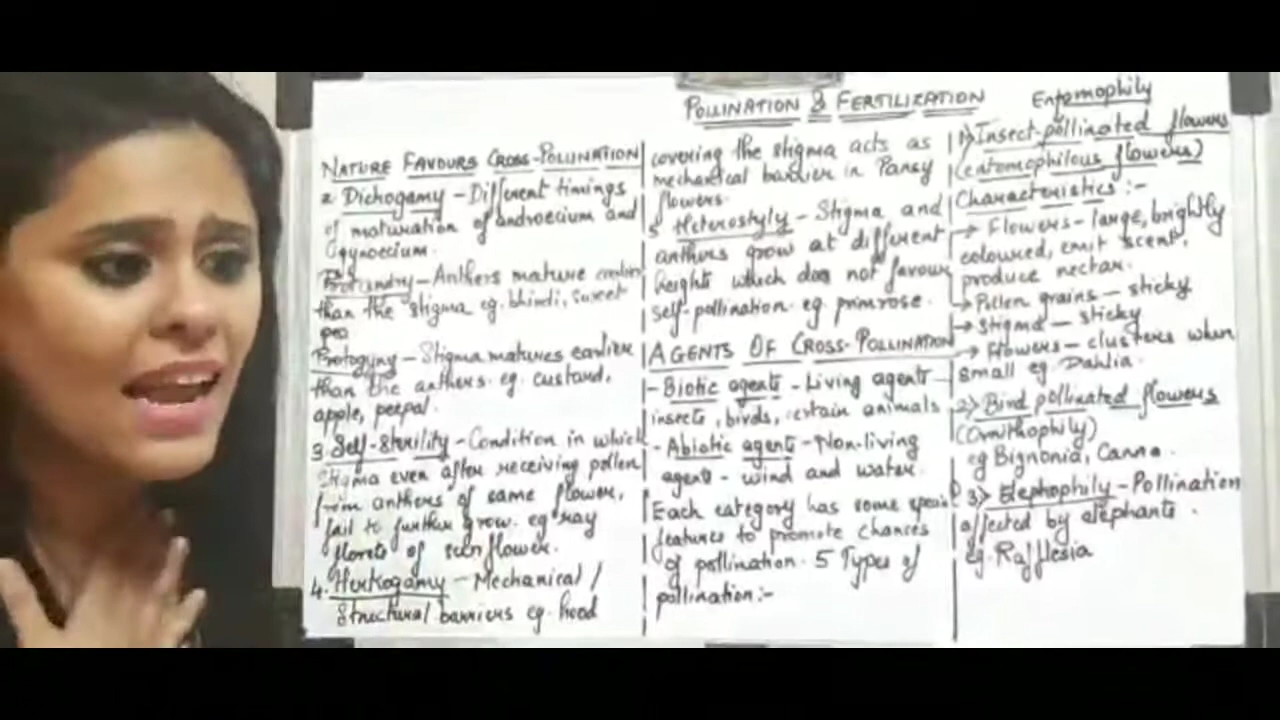 POLLINATION & FERTILIZATION
NATURE FAVOURS CROSS-POLLINATION
2. Dichogamy - Different timings
of maturation of androecium and
gynoecium.
Protandry - Anthers mature earlier
than the stigma eg. bhindi, sweet
pea
Protogyny - Stigma matures earlier
than the anthers. eg. custard,
apple, peepal.
3. Self-Sterility - Condition in which
stigma even after receiving pollen
from anthers of same flower,
fail to further grow. eg ray
florets of sunflower.
4. Herkogamy - Mechanical /
Structural barriers eg. hood
covering the stigma acts as
mechanical barrier in Pansy
flowers.
5 Heterostyly - Stigma and
anthers grow at different
heights which does not favour
self-pollination. eg primrose.
AGENTS OF CROSS-POLLINATION
- Biotic agents - Living agent
insects, birds, certain animals
- Abiotic agent - Non-living
agent - wind and water.
Each category has some special
features to promote chances
of pollination. 5 Types of
pollination:-
Entomophily
1) Insect-pollinated flowers
(entomophilous flowers)
Characteristics:-
→ Flowers - large, brightly
coloured, emit scent,
produce nectar.
→ Pollen grains - sticky
→ Stigma - sticky
→ Flowers - clusters when
small eg. Dahlia.
2) Bird pollinated flowers
(Ornithophily)
eg Bignonia, Canna.
3) Elephophily - Pollination
affected by elephants.
eg. Rafflesia